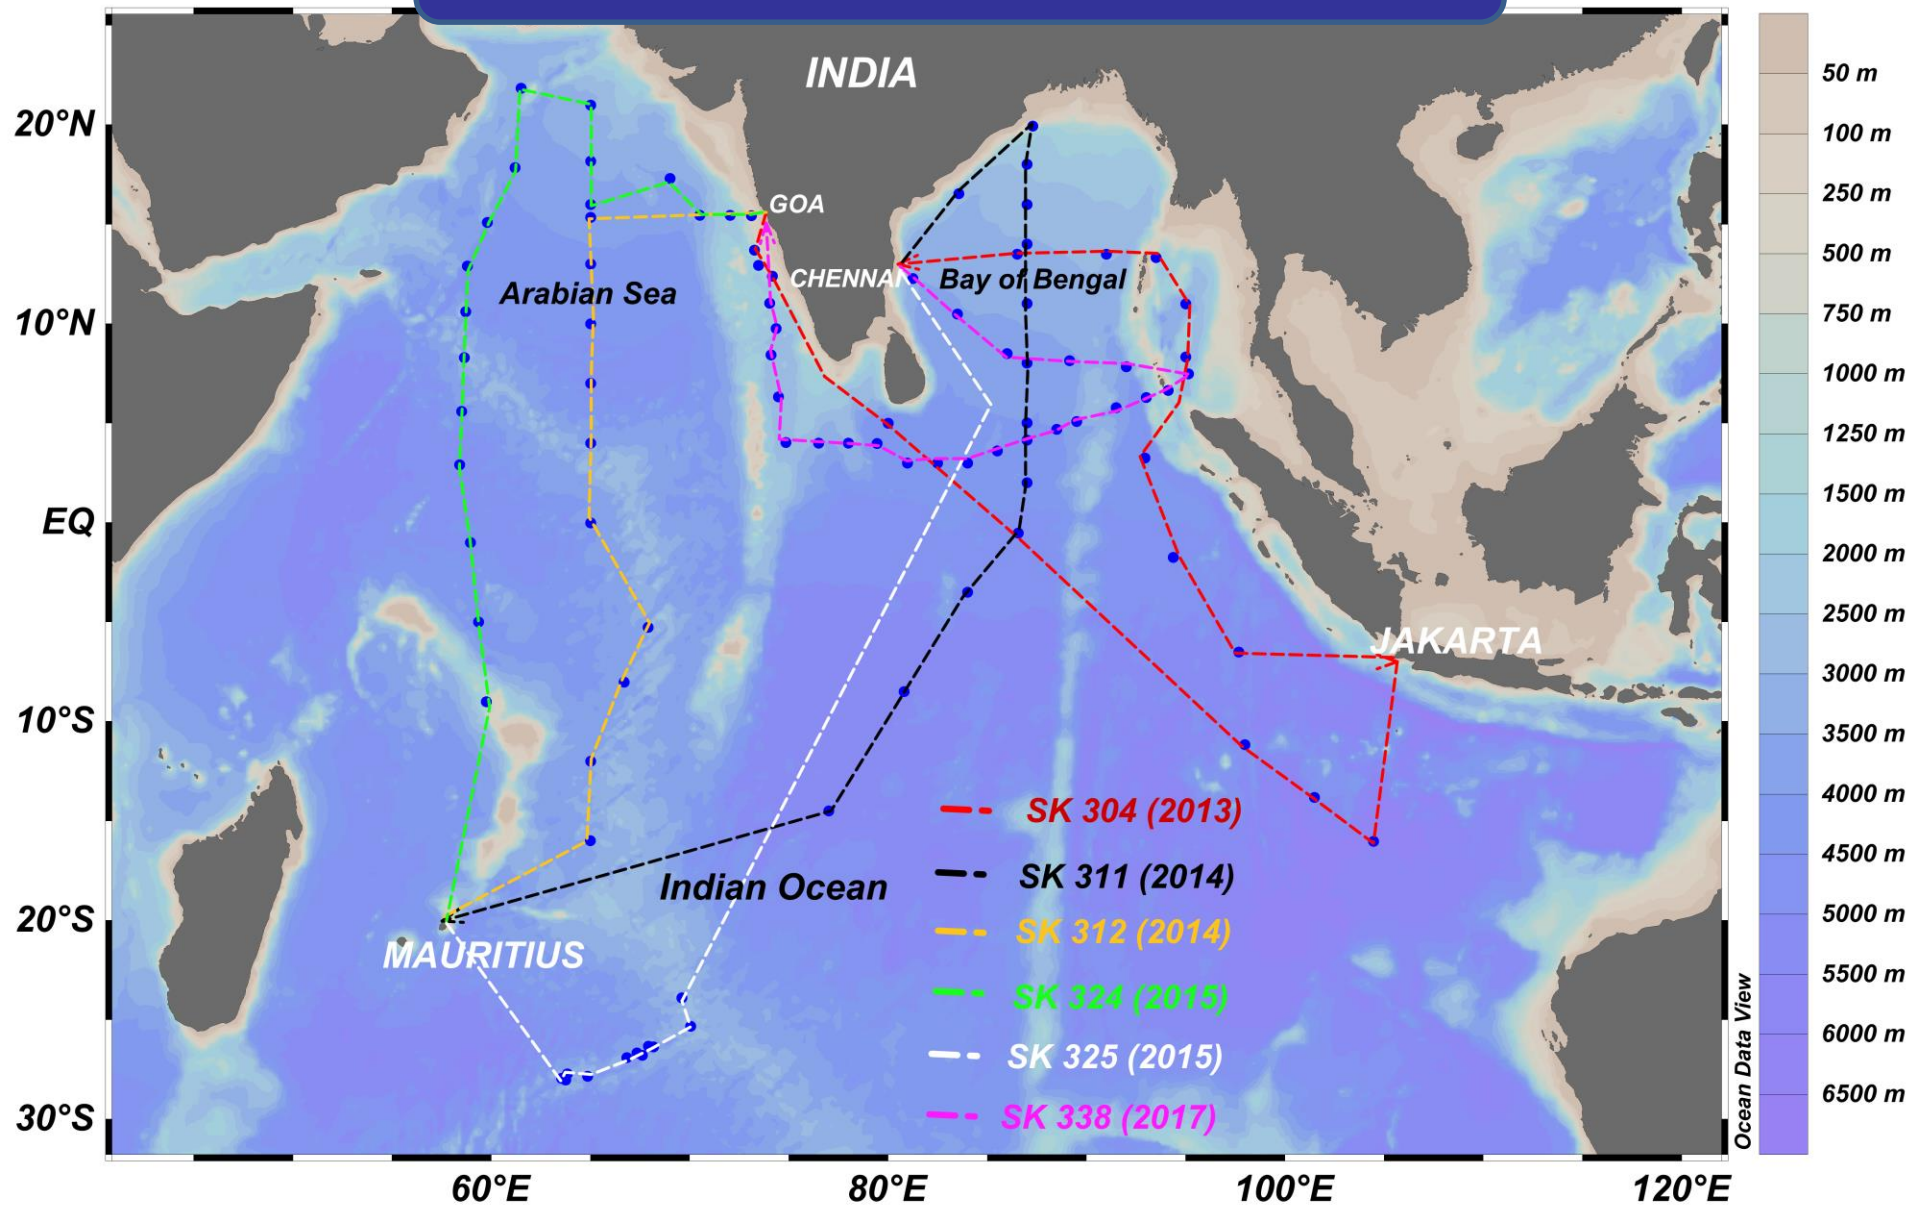 INDIA
50 m
100 m
250 m
500 m
750 m
1000 m
1250 m
1500 m
2000 m
2500 m
3000 m
3500 m
4000 m
4500 m
5000 m
5500 m
6000 m
6500 m
20°N
10°N
EQ
10°S
20°S
30°S
GOA
CHENNAI
Arabian Sea
Bay of Bengal
JAKARTA
Indian Ocean
MAURITIUS
SK 304 (2013)
SK 311 (2014)
SK 312 (2014)
SK 324 (2015)
SK 325 (2015)
SK 338 (2017)
Ocean Data View
60°E
80°E
100°E
120°E